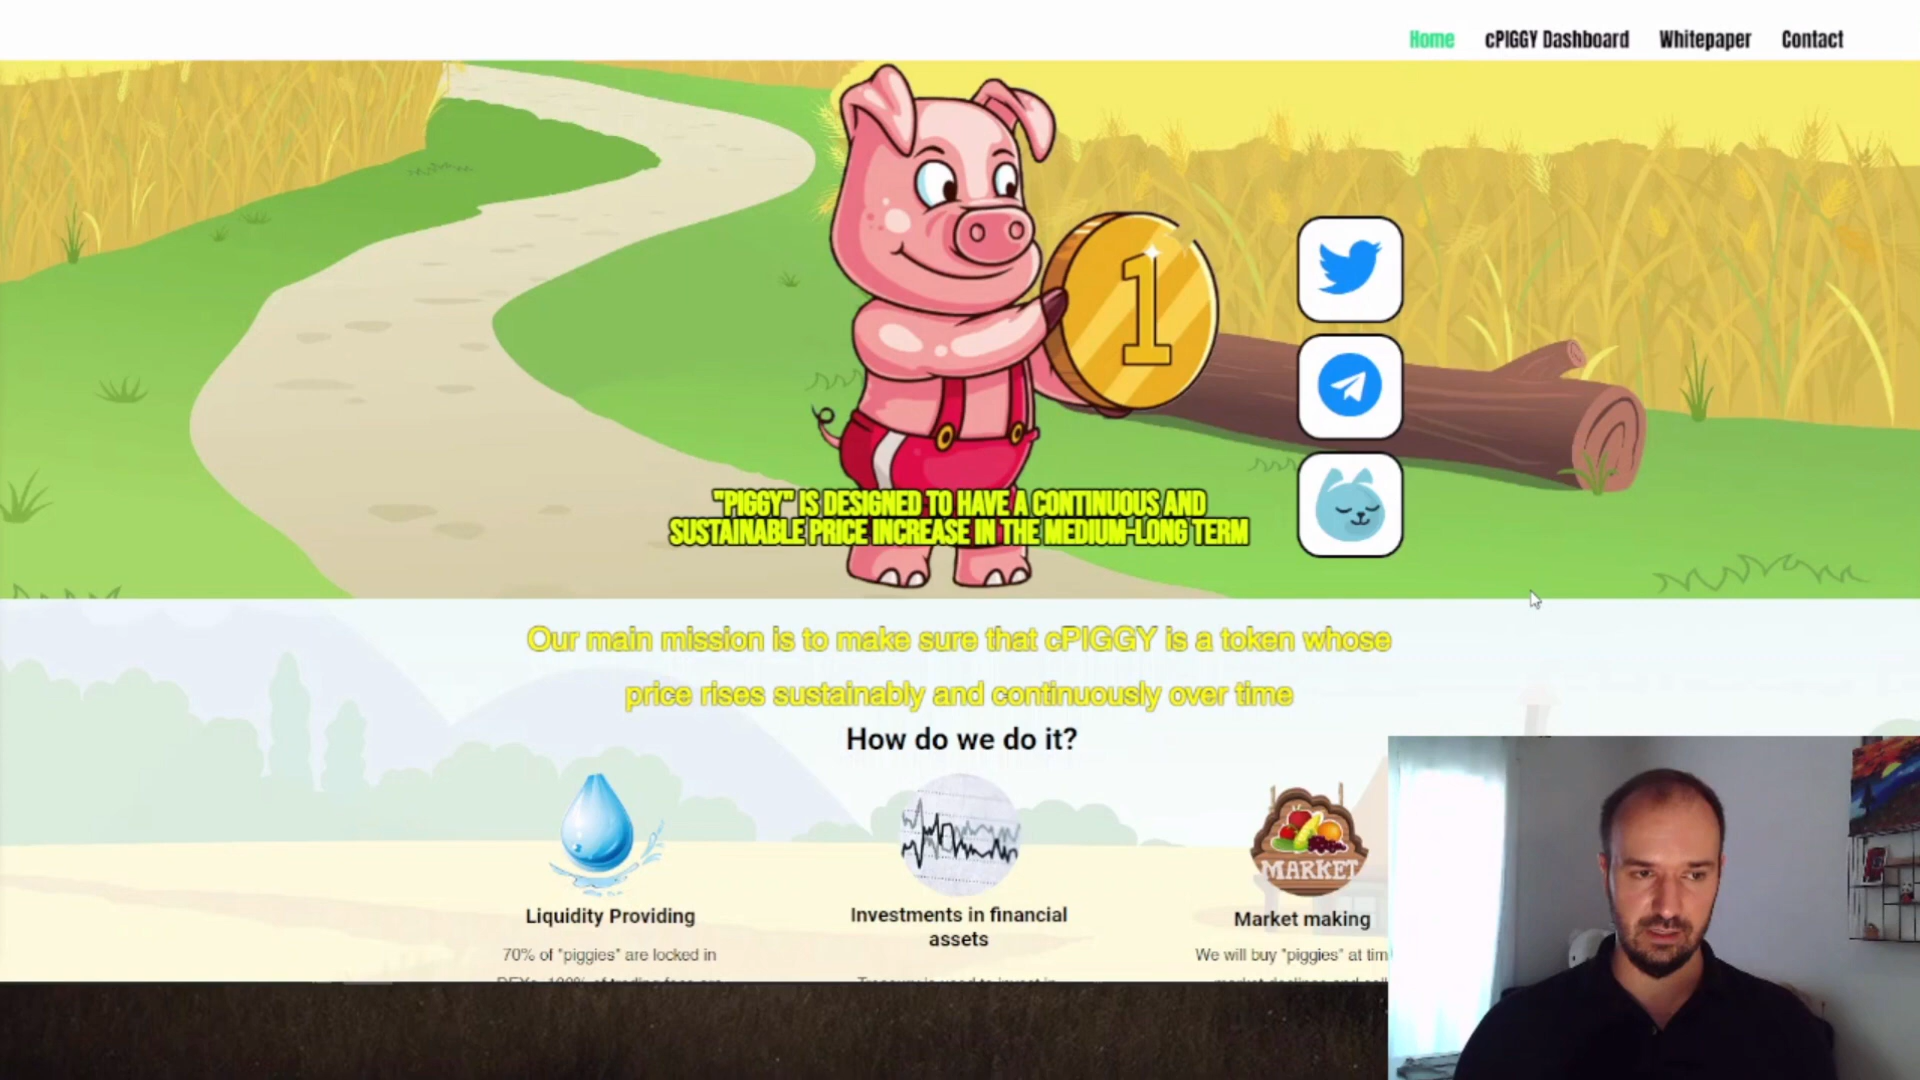 Home cPIGGY Dashboard Whitepaper Contact
1
"PIGGY" IS DESIGNED TO HAVE A CONTINUOUS AND
SUSTAINABLE PRICE INCREASE IN THE MEDIUM-LONG TERM
Our main mission is to make sure that cPIGGY is a token whose
price rises sustainably and continuously over time
How do we do it?
MARKET
Liquidity Providing
70% of "piggies" are locked in
Investments in financial
assets
Market making
We will buy "piggies" at tim